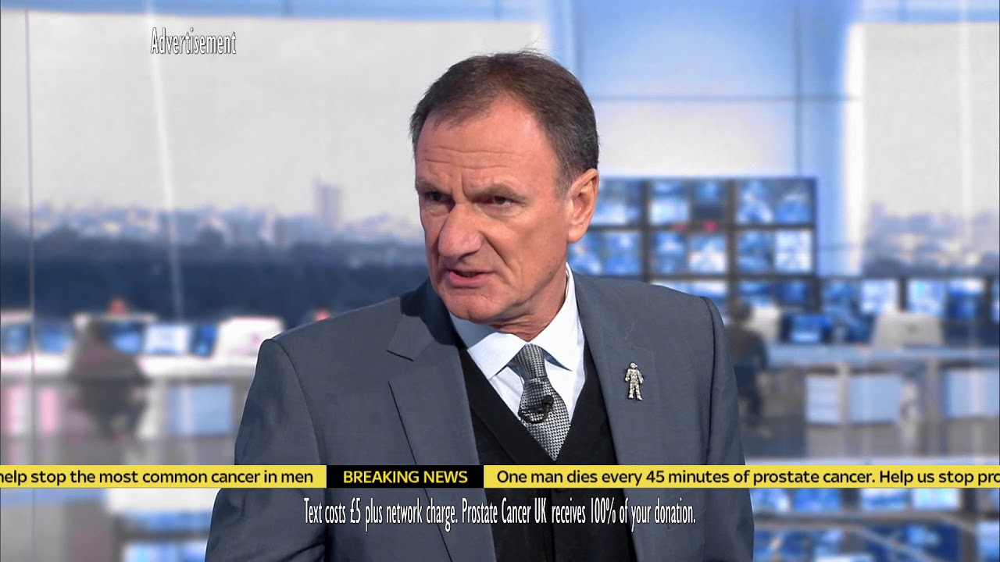 Advertisement
help stop the most common cancer in men BREAKING NEWS One man dies every 45 minutes of prostate cancer. Help us stop pro
Text costs £5 plus network charge. Prostate Cancer UK receives 100% of your donation.